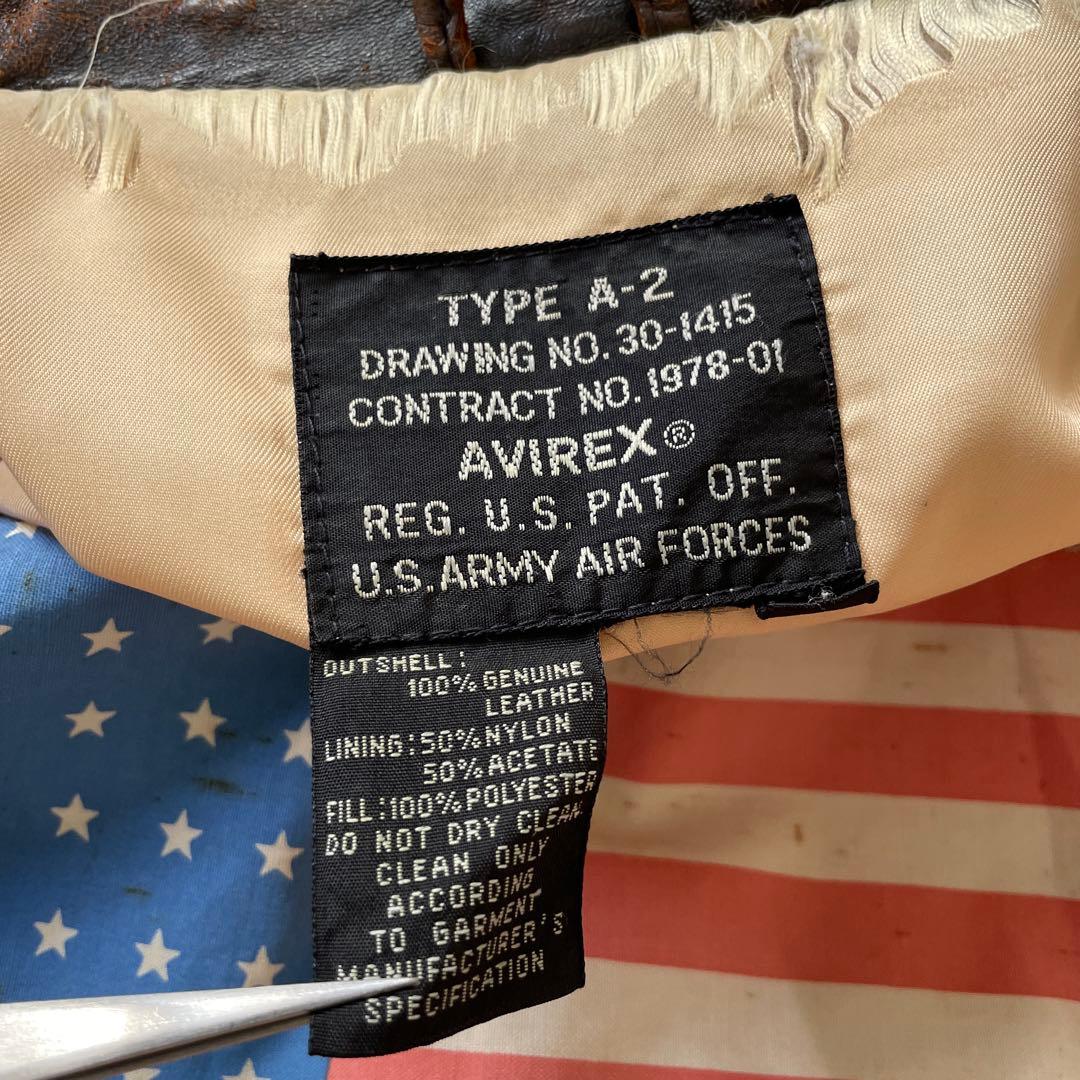 TYPE A-2
DRAWING NO. 30-1415
CONTRACT NO. 1978-01
AVIREX®
REG. U.S. PAT. OFF.
U.S. ARMY AIR FORCES
OUTSHELL:
100% GENUINE
LEATHER
LINING: 50% NYLON
50% ACETATE
FILL: 100% POLYESTER
DO NOT DRY CLEAN
CLEAN ONLY
ACCORDING
TO GARMENT
MANUFACTURER'S
SPECIFICATION